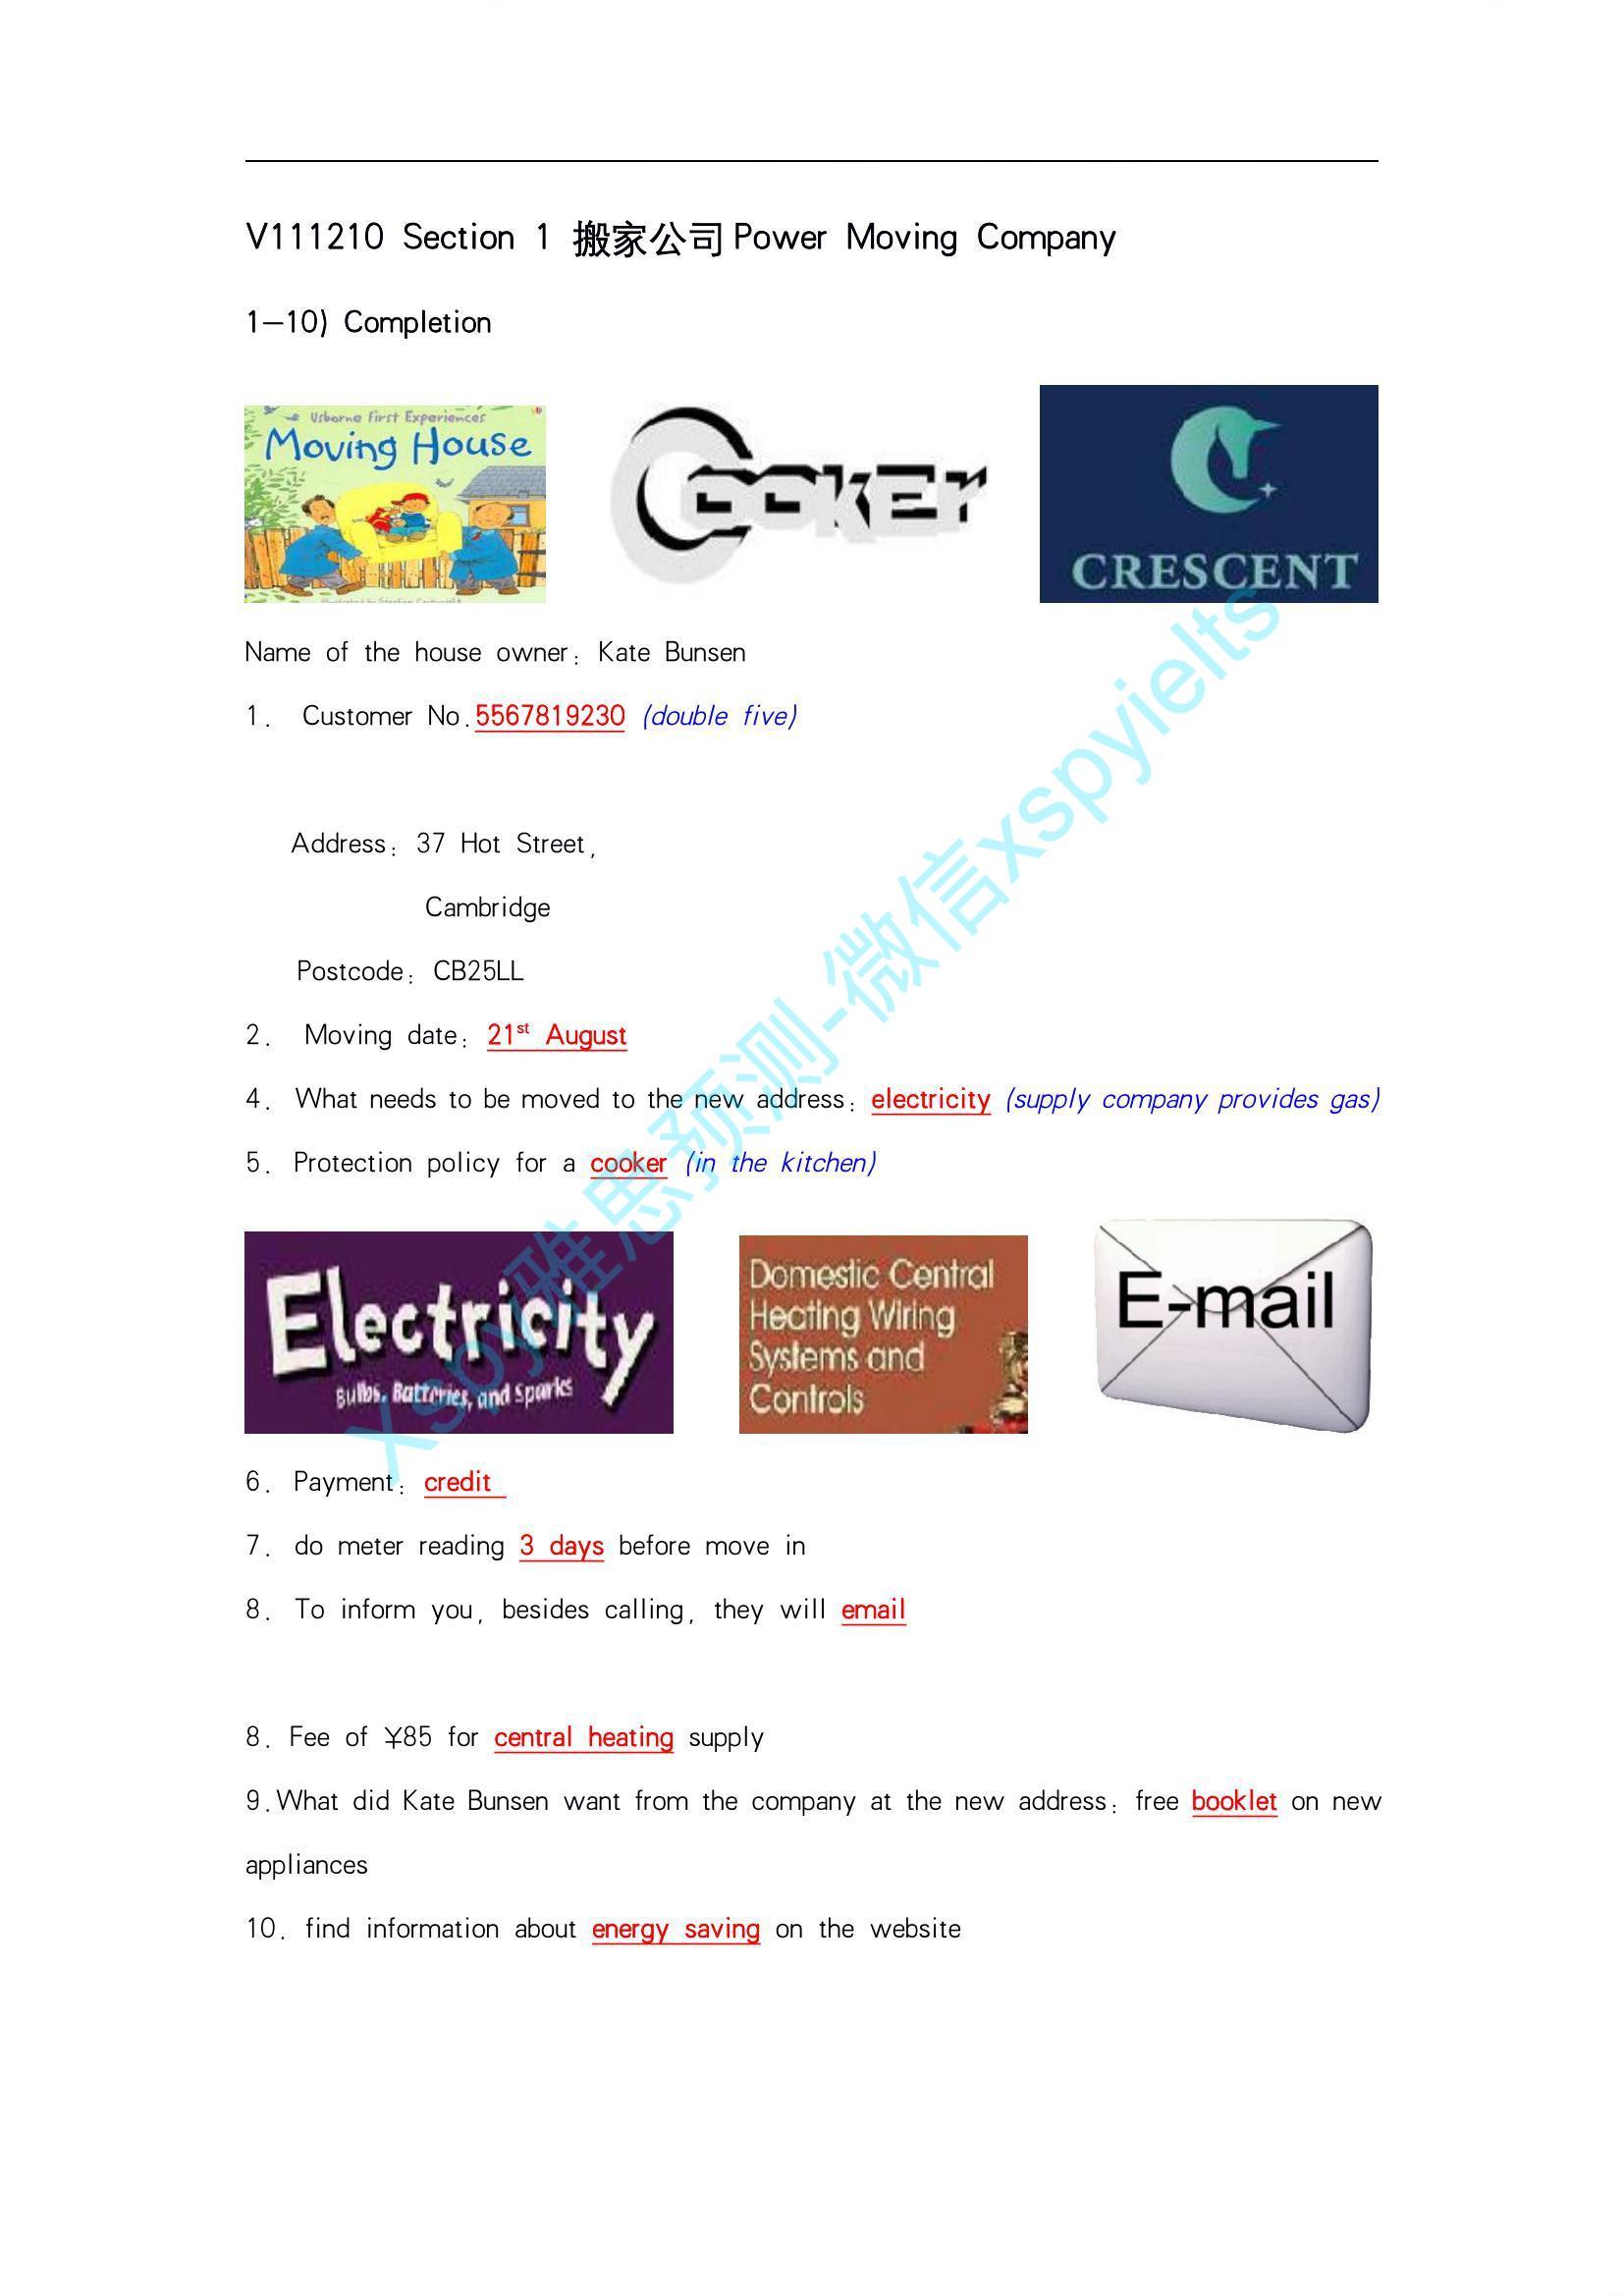 V111210 Section 1 搬家公司 Power Moving Company
1—10) Completion
Usborne First Experiences
Moving House
Illustrated by Stephen Cartwright
Cooker
CRESCENT
Name of the house owner: Kate Bunsen
1. Customer No.5567819230 (double five)
Address: 37 Hot Street,
Cambridge
Postcode: CB25LL
2. Moving date: 21st August
4. What needs to be moved to the new address: electricity (supply company provides gas)
5. Protection policy for a cooker (in the kitchen)
Electricity
Bulbs, Batteries, and Sparks
Domestic Central
Heating Wiring
Systems and
Controls
E-mail
6. Payment: credit
7. do meter reading 3 days before move in
8. To inform you, besides calling, they will email
8. Fee of ¥85 for central heating supply
9.What did Kate Bunsen want from the company at the new address: free booklet on new
appliances
10. find information about energy saving on the website
xspy雅思预测-微信xspyielts